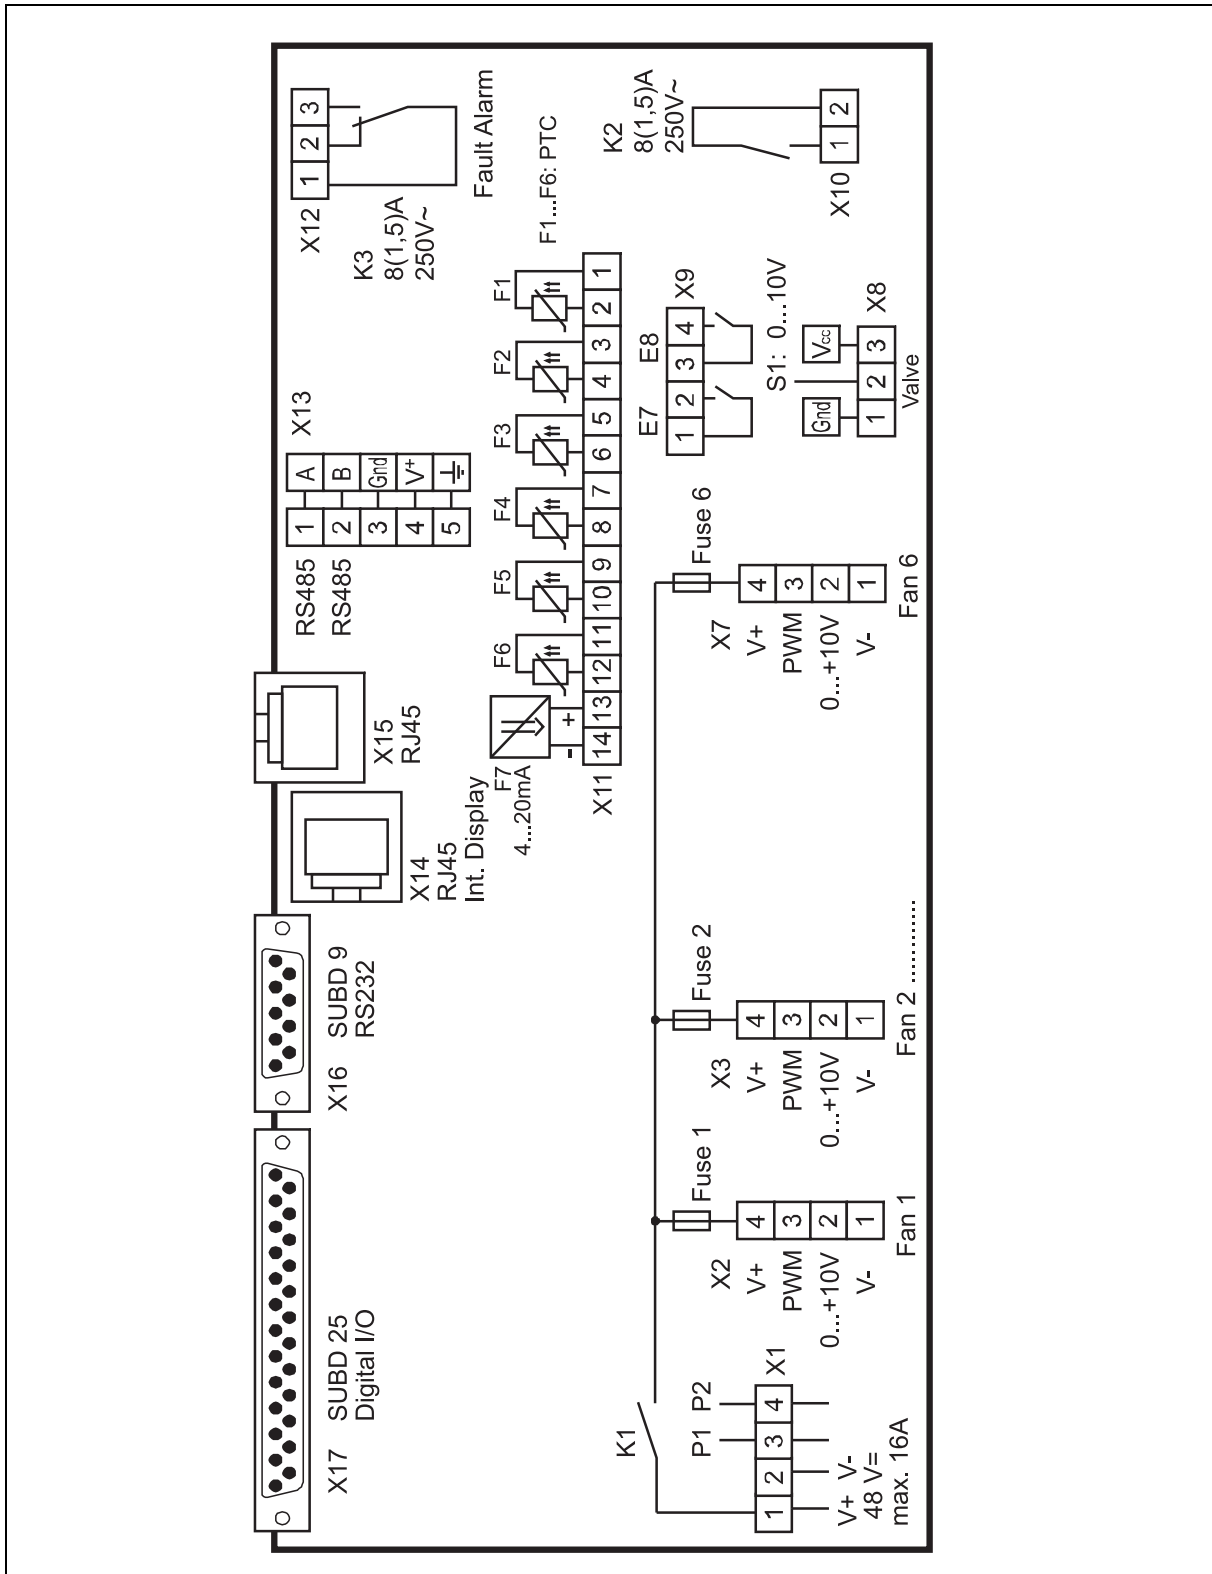 X17
SUBD 25
Digital I/O
X16
SUBD 9
RS232
X14
RJ45
Int. Display
X15
RJ45
RS485
RS485
1 2 3 4 5
A B Gnd V+
X13
X12
1 2 3
K3
8(1,5)A
250V~
Fault Alarm
F7
4...20mA
- +
F6 F5 F4 F3 F2 F1
F1...F6: PTC
X11
14 13 12 11 10 9 8 7 6 5 4 3 2 1
K2
8(1,5)A
250V~
X10
1 2
E7 E8
1 2 3 4
X9
S1: 0...10V
Gnd Vcc
1 2 3
X8
Valve
K1
P1 P2
1 2 3 4
X1
V+ V-
48 V=
max. 16A
Fuse 1
X2
V+ 4
PWM 3
0...+10V 2
V- 1
Fan 1
Fuse 2
X3
V+ 4
PWM 3
0...+10V 2
V- 1
Fan 2 ............
Fuse 6
X7
V+ 4
PWM 3
0...+10V 2
V- 1
Fan 6